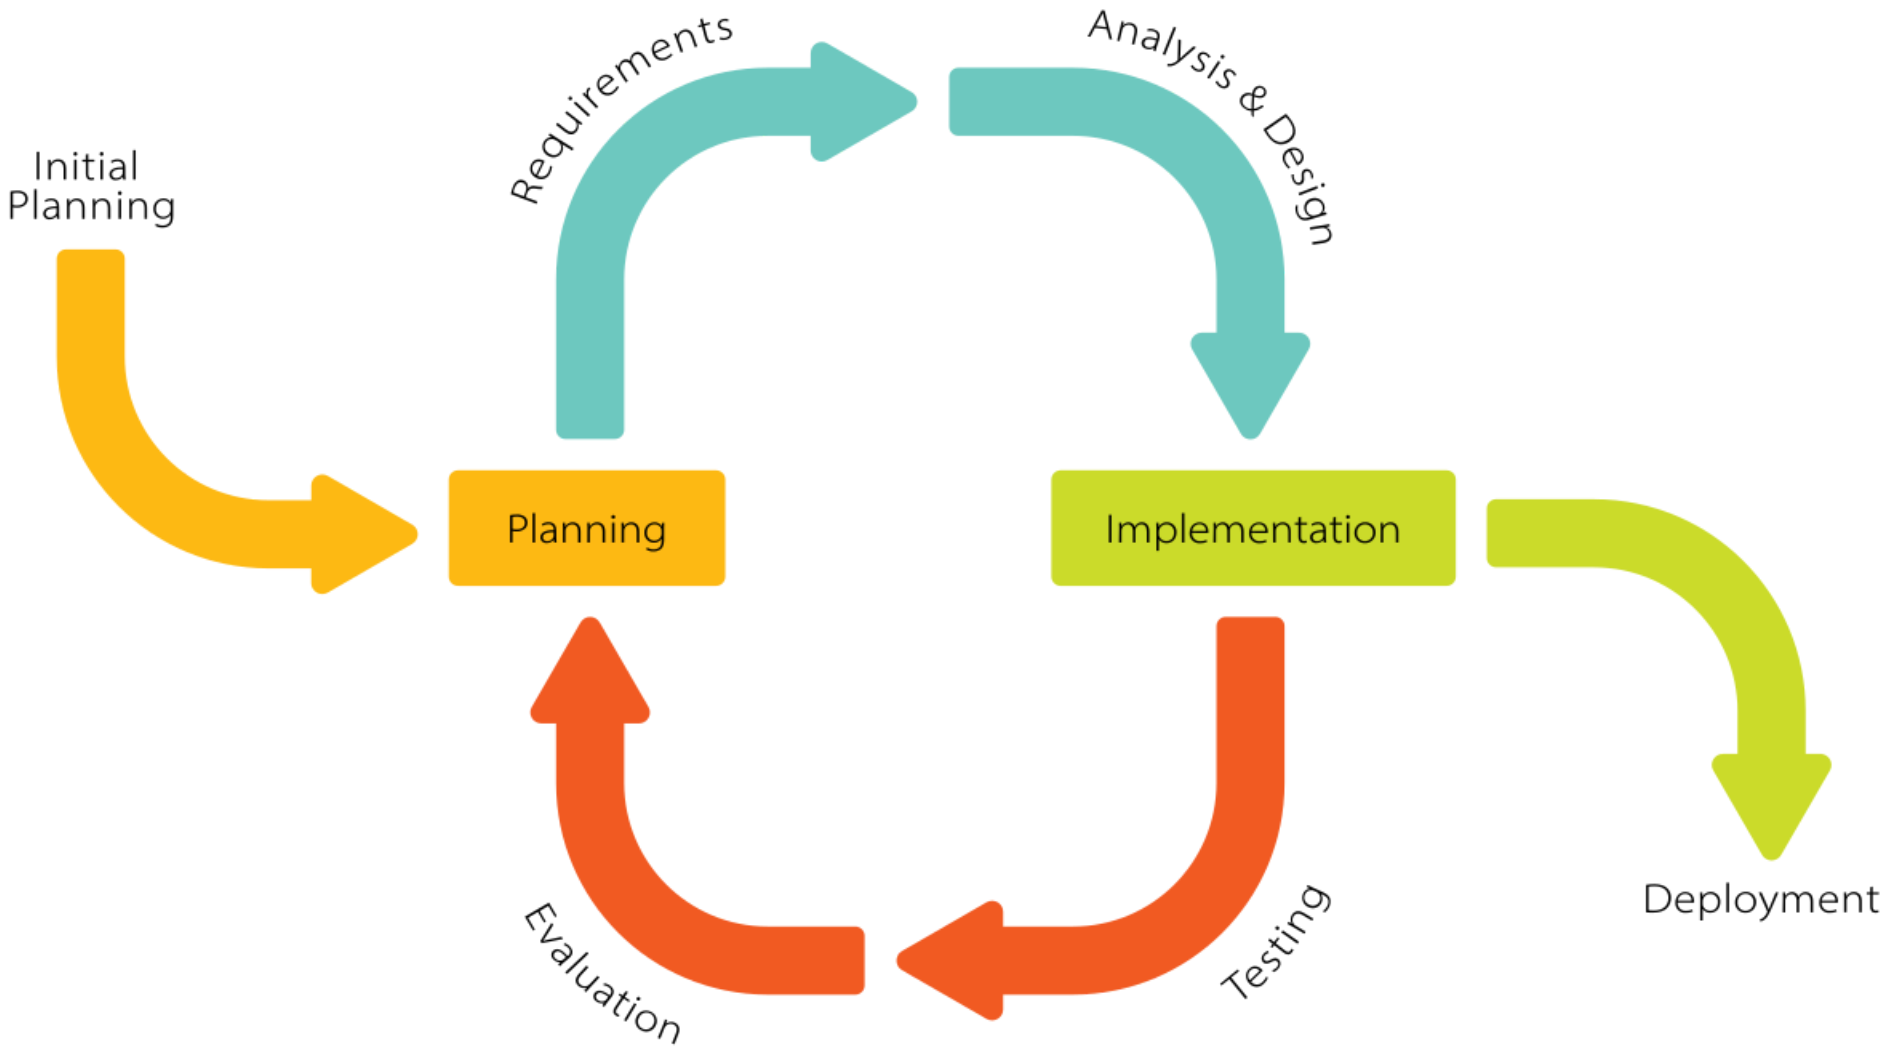 Initial
Planning
Requirements
Analysis & Design
Planning
Implementation
Deployment
Testing
Evaluation